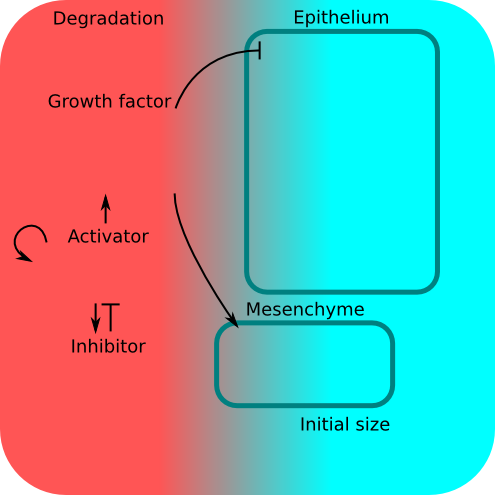 Degradation
Epithelium
Growth factor
Activator
Mesenchyme
Inhibitor
Initial size